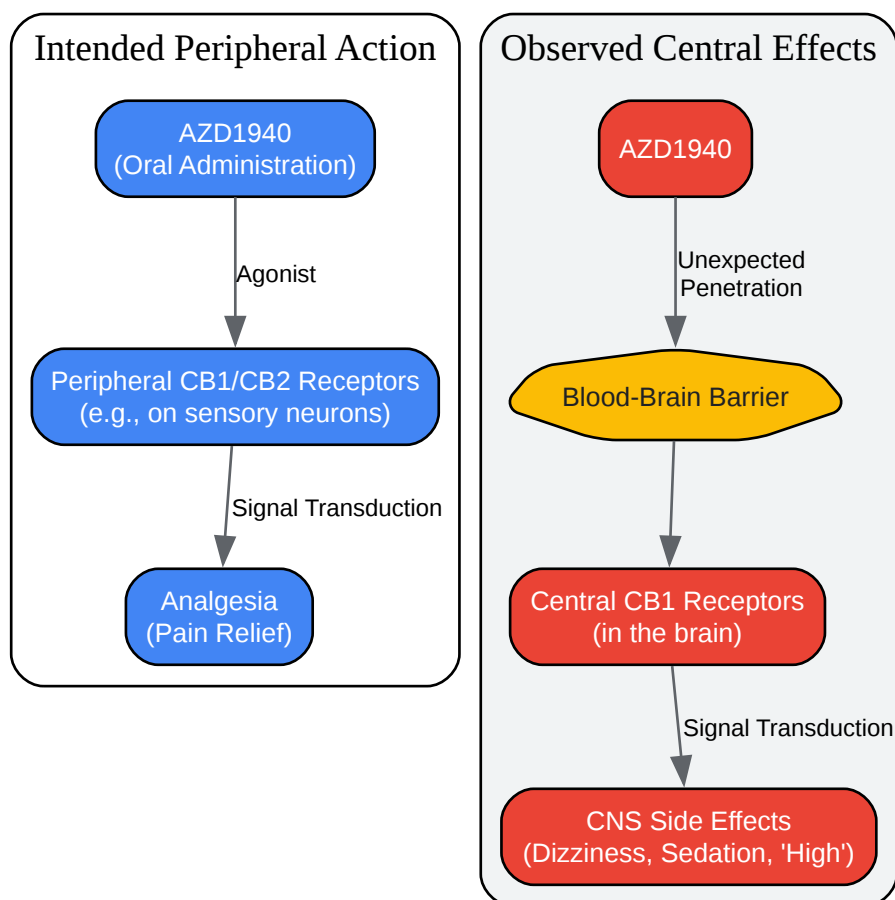 Intended Peripheral Action
AZD1940
(Oral Administration)
Agonist
Peripheral CB1/CB2 Receptors
(e.g., on sensory neurons)
Signal Transduction
Analgesia
(Pain Relief)
Observed Central Effects
AZD1940
Unexpected
Penetration
Blood-Brain Barrier
Central CB1 Receptors
(in the brain)
Signal Transduction
CNS Side Effects
(Dizziness, Sedation, 'High')